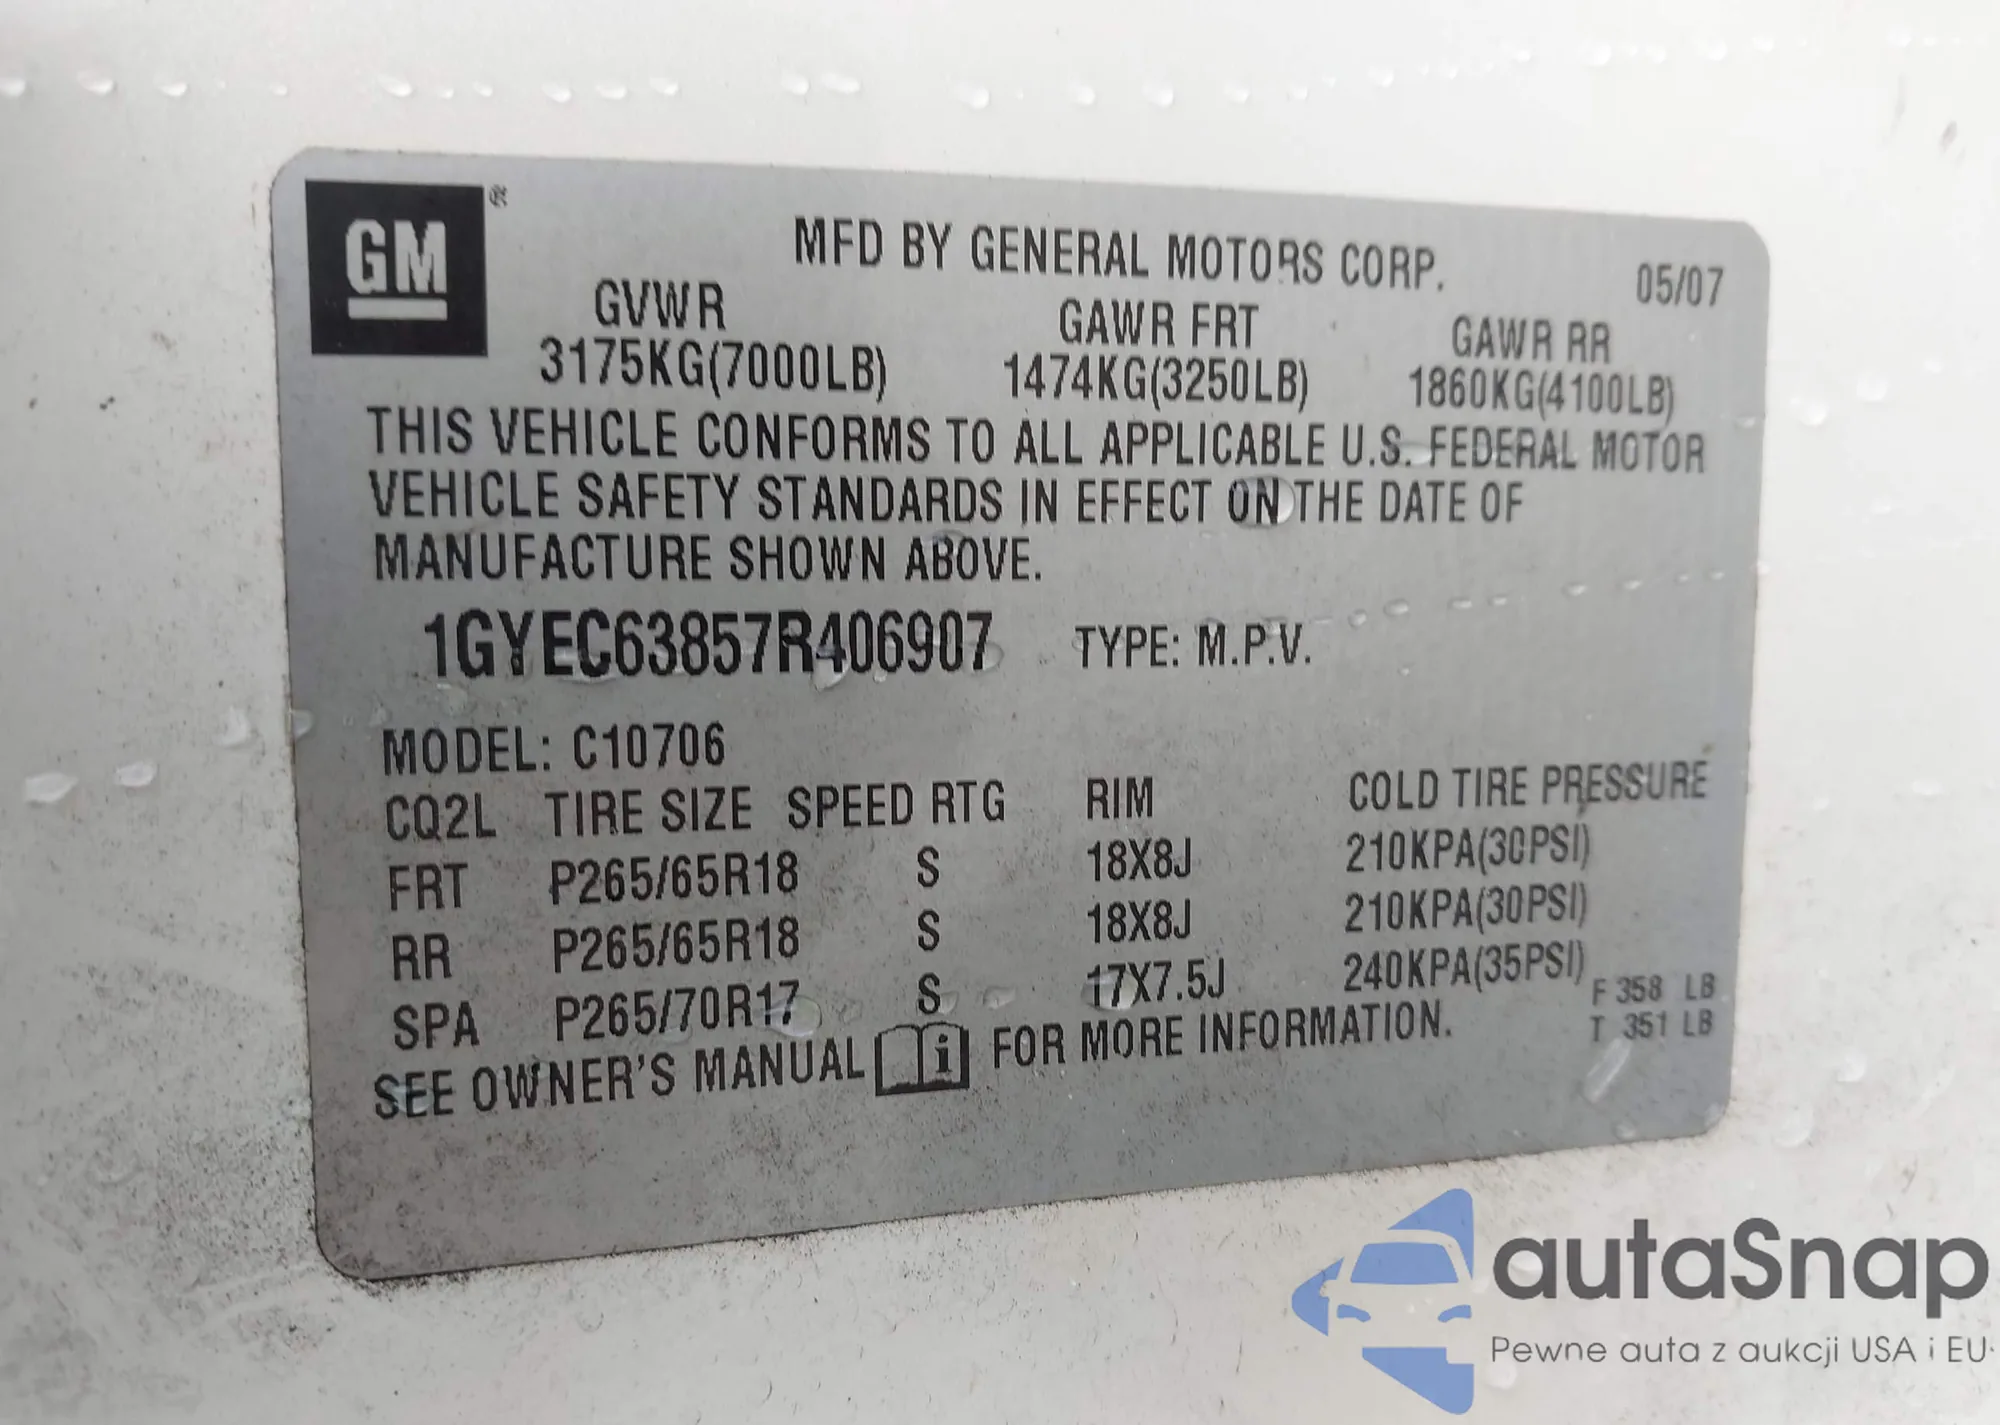 GM ®
MFD BY GENERAL MOTORS CORP.
05/07
GVWR GAWR FRT GAWR RR
3175KG(7000LB) 1474KG(3250LB) 1860KG(4100LB)
THIS VEHICLE CONFORMS TO ALL APPLICABLE U.S. FEDERAL MOTOR
VEHICLE SAFETY STANDARDS IN EFFECT ON THE DATE OF
MANUFACTURE SHOWN ABOVE.
1GYEC63857R406907 TYPE: M.P.V.
MODEL: C10706
CQ2L TIRE SIZE SPEED RTG RIM COLD TIRE PRESSURE
FRT P265/65R18 S 18X8J 210KPA(30PSI)
RR P265/65R18 S 18X8J 210KPA(30PSI)
SPA P265/70R17 S 17X7.5J 240KPA(35PSI)
F 358 LB
T 351 LB
SEE OWNER'S MANUAL i FOR MORE INFORMATION.
autaSnap
Pewne auta z aukcji USA i EU